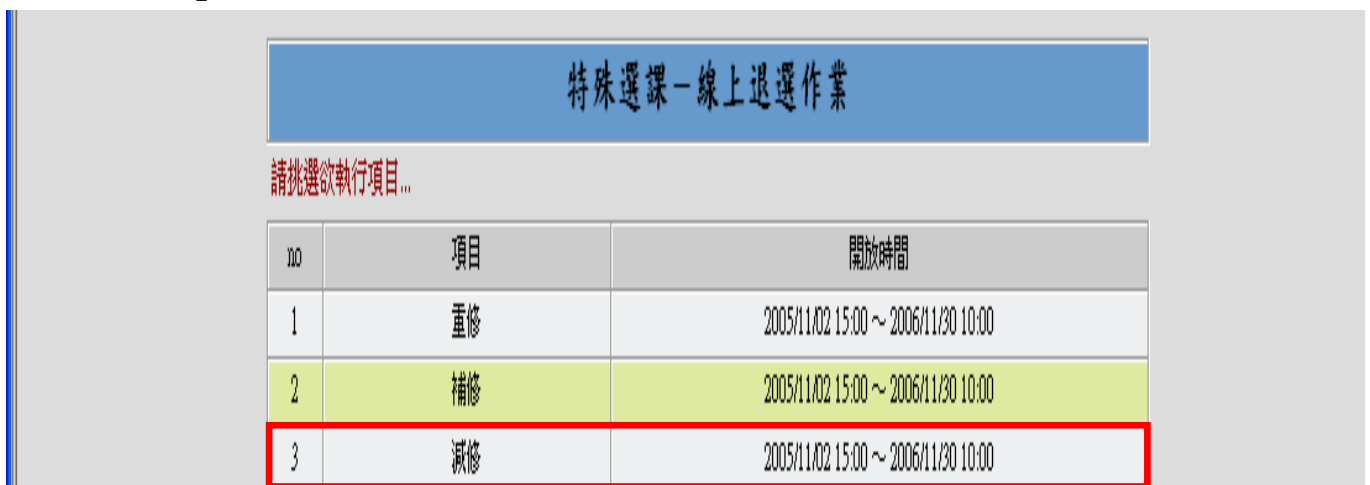 特殊選課－線上退選作業
請挑選欲執行項目...
no 項目 開放時間
1 重修 2005/11/02 15:00 ～ 2006/11/30 10:00
2 補修 2005/11/02 15:00 ～ 2006/11/30 10:00
3 減修 2005/11/02 15:00 ～ 2006/11/30 10:00